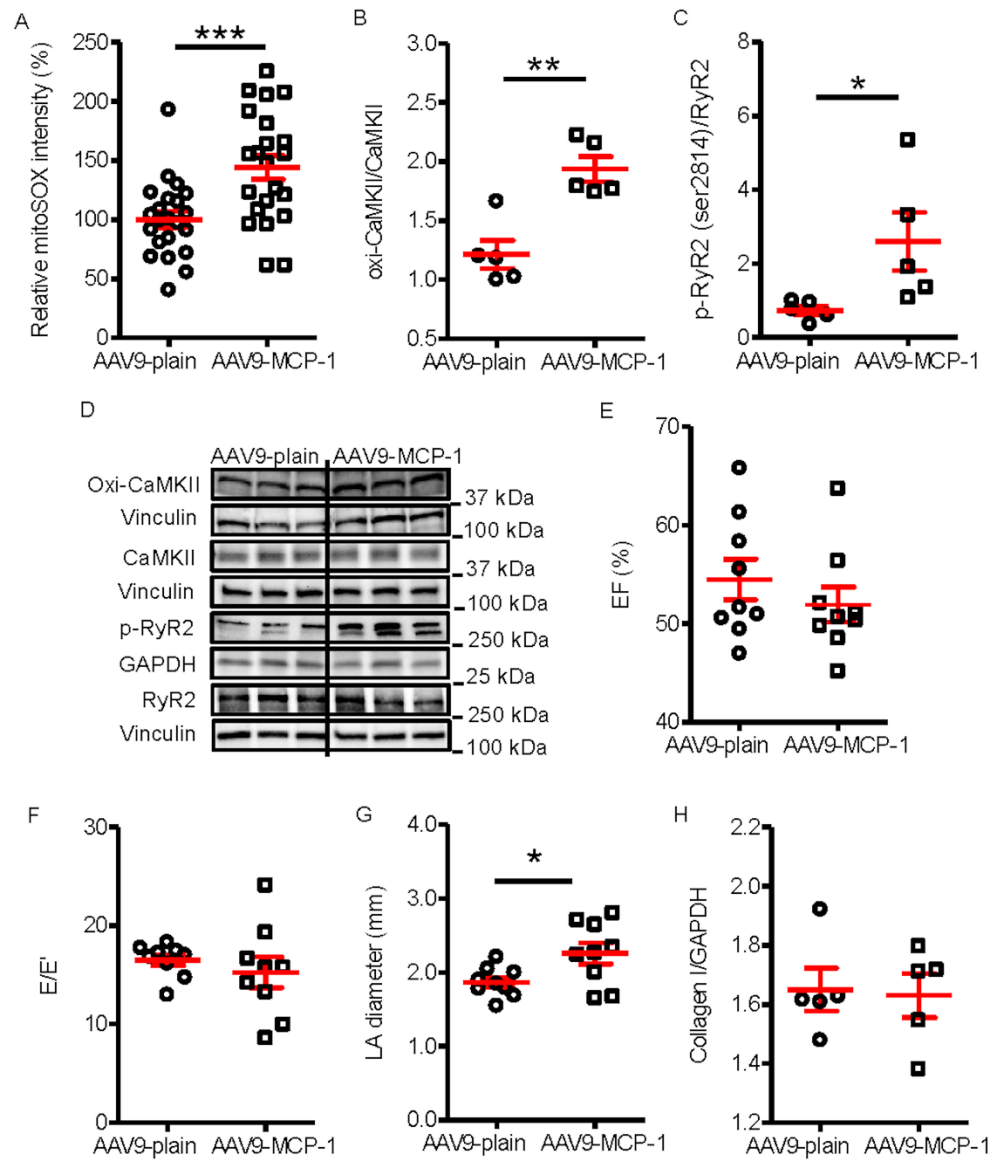 A
Relative mitoSOX intensity (%)
***
250
200
150
100
50
0
AAV9-plain AAV9-MCP-1
B
oxi-CaMKII/CaMKII
**
3.0
2.5
2.0
1.5
1.0
0.5
AAV9-plain AAV9-MCP-1
C
p-RyR2 (ser2814)/RyR2
*
8
6
4
2
0
AAV9-plain AAV9-MCP-1
D
AAV9-plain AAV9-MCP-1
Oxi-CaMKII
37 kDa
Vinculin
100 kDa
CaMKII
37 kDa
Vinculin
100 kDa
p-RyR2
250 kDa
GAPDH
25 kDa
RyR2
250 kDa
Vinculin
100 kDa
E
EF (%)
70
60
50
40
AAV9-plain AAV9-MCP-1
F
E/E'
30
20
10
0
AAV9-plain AAV9-MCP-1
G
LA diameter (mm)
*
4.0
3.0
2.0
1.0
0.0
AAV9-plain AAV9-MCP-1
H
Collagen I/GAPDH
2.2
2.0
1.8
1.6
1.4
1.2
AAV9-plain AAV9-MCP-1